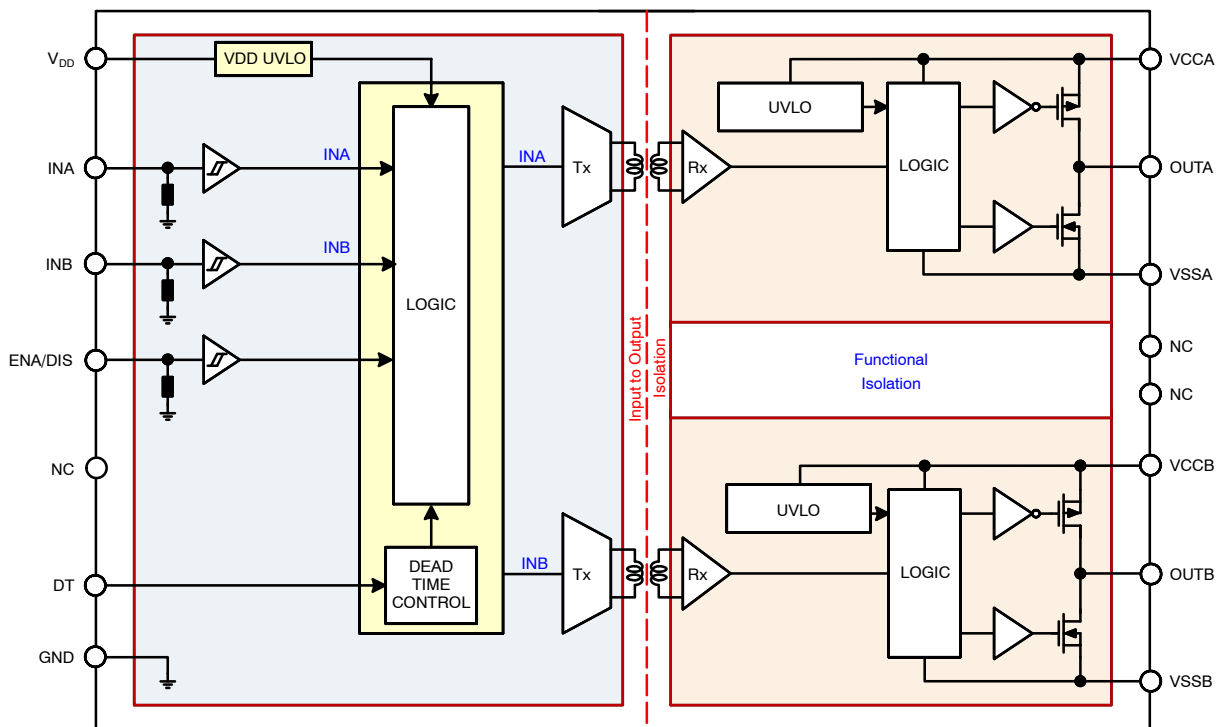 VDD
VDD UVLO
INA
INA
INB
INB
ENA/DIS
LOGIC
NC
DT
DEAD
TIME
CONTROL
GND
INA
Tx
INB
Tx
Input to Output
Isolation
UVLO
Rx
LOGIC
VCCA
OUTA
VSSA
Functional
Isolation
NC
NC
UVLO
Rx
LOGIC
VCCB
OUTB
VSSB